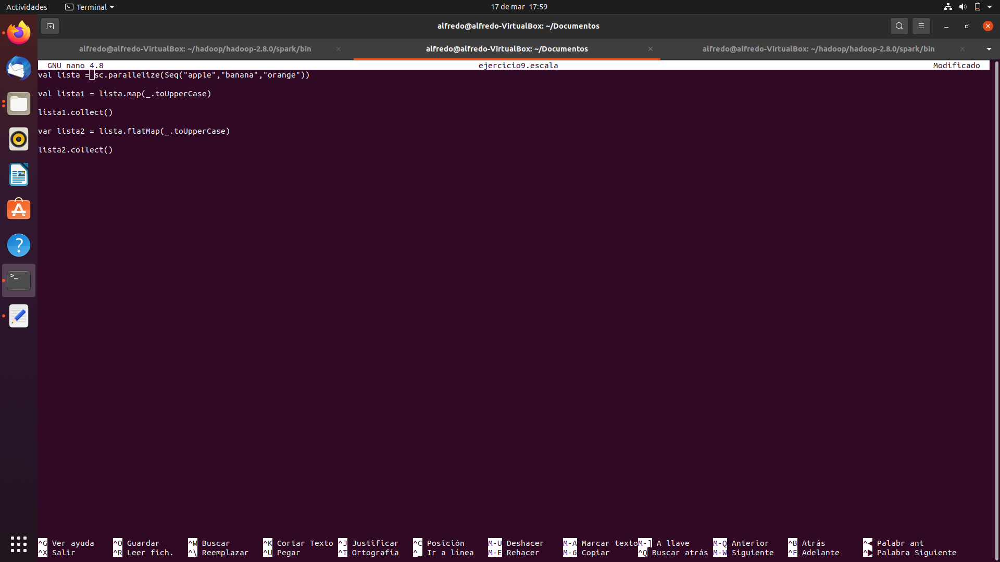 Actividades Terminal 17 de mar 17:59
alfredo@alfredo-VirtualBox: ~/Documentos
alfredo@alfredo-VirtualBox: ~/hadoop/hadoop-2.8.0/spark/bin alfredo@alfredo-VirtualBox: ~/Documentos alfredo@alfredo-VirtualBox: ~/hadoop/hadoop-2.8.0/spark/bin
GNU nano 4.8 ejercicio9.escala Modificado
val lista = sc.parallelize(Seq("apple","banana","orange"))
val lista1 = lista.map(_.toUpperCase)
lista1.collect()
var lista2 = lista.flatMap(_.toUpperCase)
lista2.collect()
^G Ver ayuda ^O Guardar ^W Buscar ^K Cortar Texto ^J Justificar ^C Posición M-U Deshacer M-A Marcar texto M-] A llave M-Q Anterior ^B Atrás ^◀ Palabr ant
^X Salir ^R Leer fich. ^\ Reemplazar ^U Pegar ^T Ortografía ^_ Ir a línea M-E Rehacer M-6 Copiar ^Q Buscar atrás M-W Siguiente ^F Adelante ^▶ Palabra Siguiente